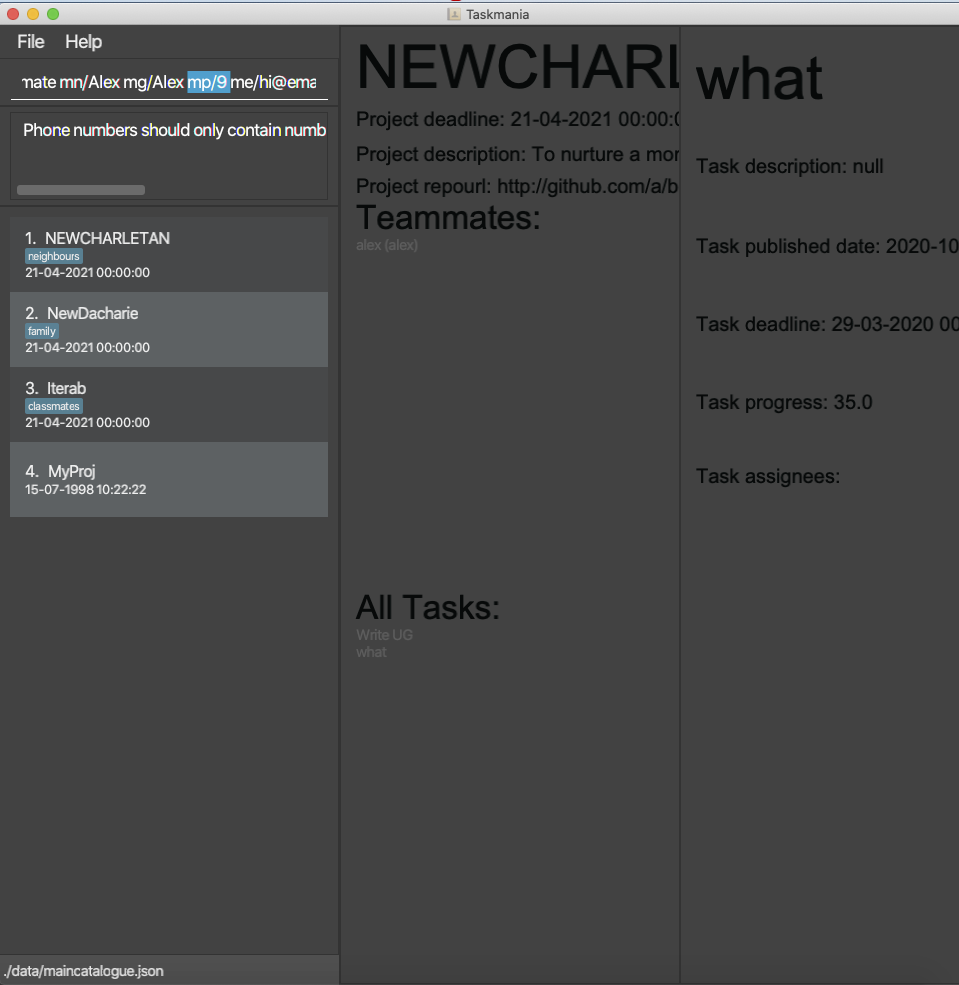 Taskmania
File Help
mate mn/Alex mg/Alex mp/9 me/hi@ema
Phone numbers should only contain numb
1. NEWCHARLETAN
neighbours
21-04-2021 00:00:00
2. NewDacharie
family
21-04-2021 00:00:00
3. Iterab
classmates
21-04-2021 00:00:00
4. MyProj
15-07-1998 10:22:22
./data/maincatalogue.json
NEWCHARL
Project deadline: 21-04-2021 00:00:0
Project description: To nurture a mor
Project repourl: http://github.com/a/b
Teammates:
alex (alex)
All Tasks:
Write UG
what
what
Task description: null
Task published date: 2020-10
Task deadline: 29-03-2020 00
Task progress: 35.0
Task assignees: